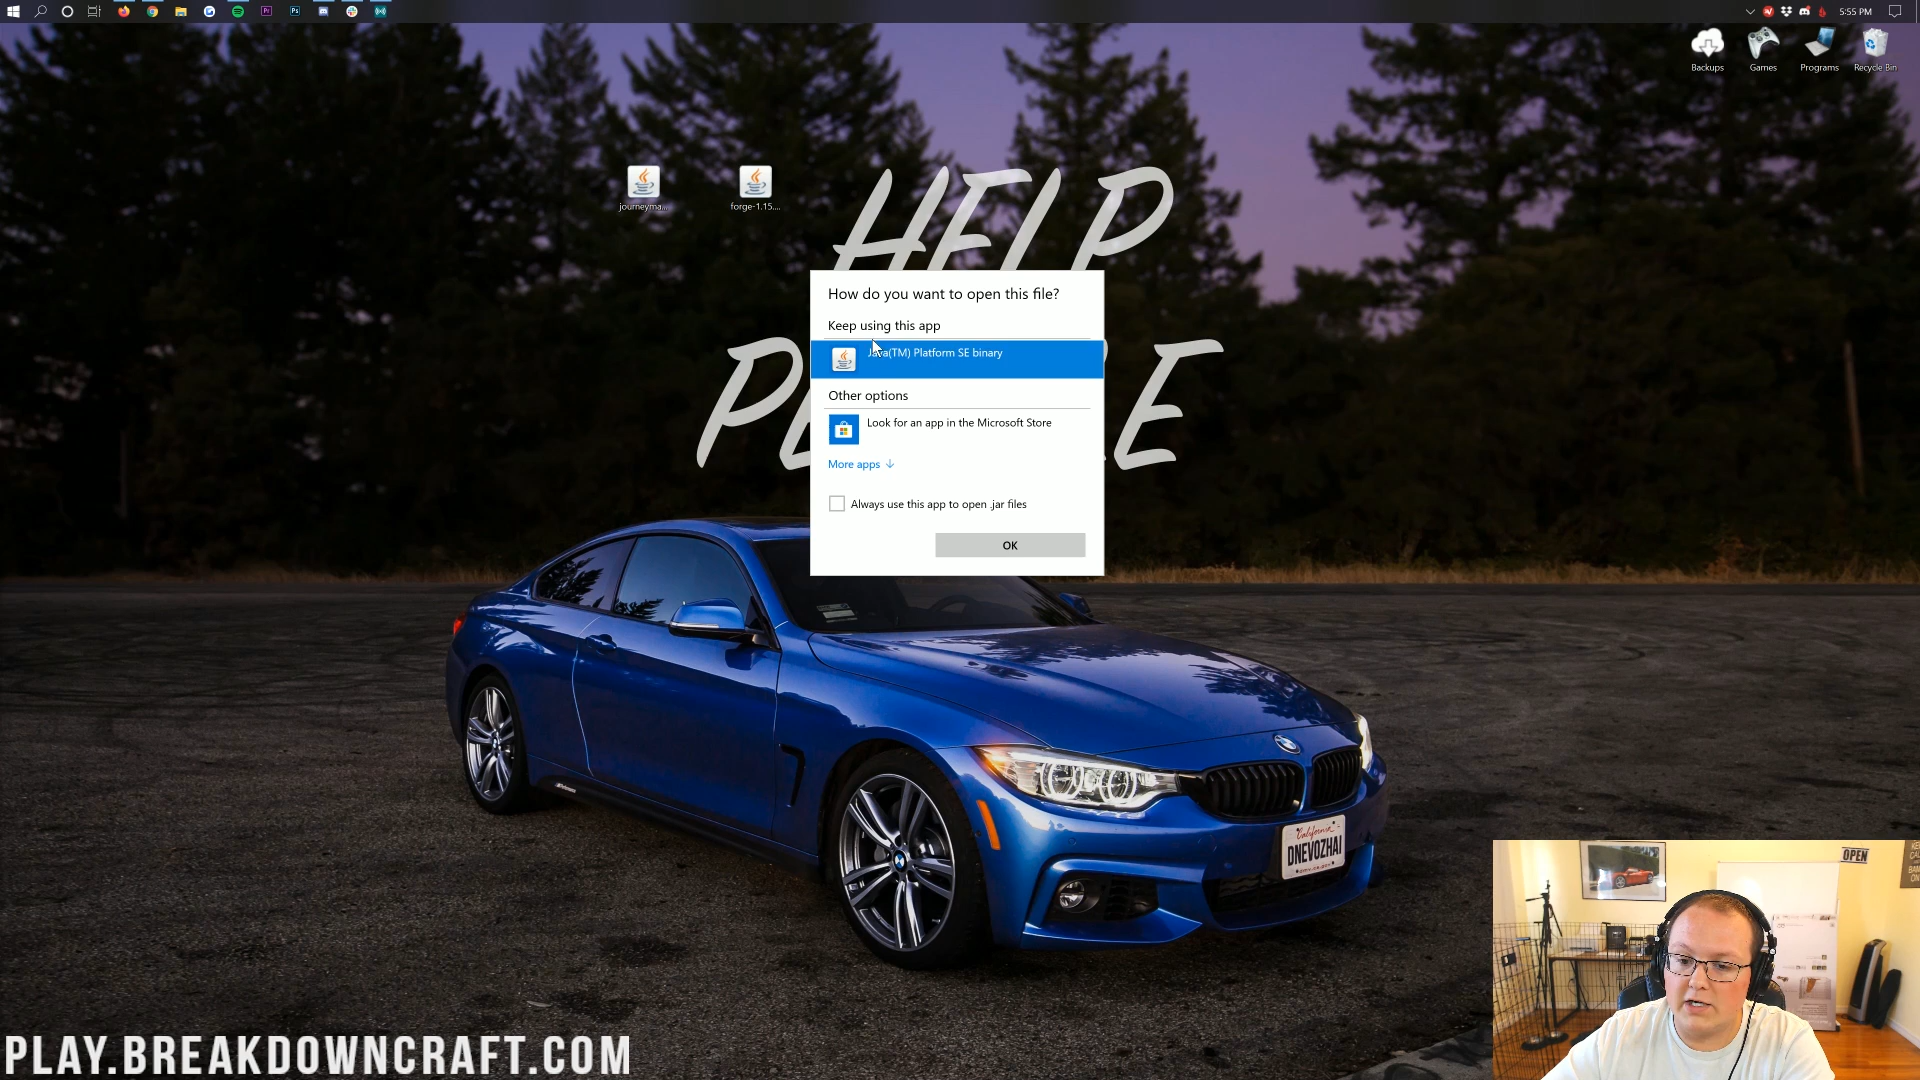 5:55 PM
Backups
Games
Programs
Recycle Bin
journeyma...
forge-1.15....
HELP
How do you want to open this file?
Keep using this app
Java(TM) Platform SE binary
Other options
Look for an app in the Microsoft Store
More apps
Always use this app to open .jar files
OK
California
DNEVOZHAI
OPEN
PLAY.BREAKDOWNCRAFT.COM